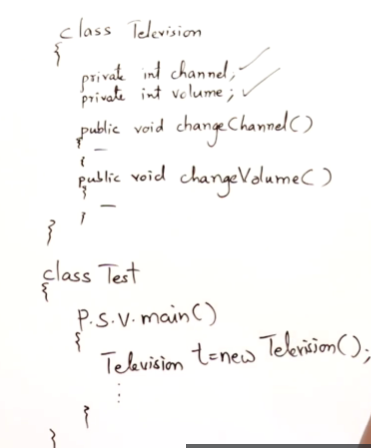 class Television
{
private int channel;
private int volume;
public void changeChannel()
{
—
}
public void changeVolume()
{
—
}
}
class Test
{
P.S.V. main()
{
Television t=new Television();
⋮
}
}